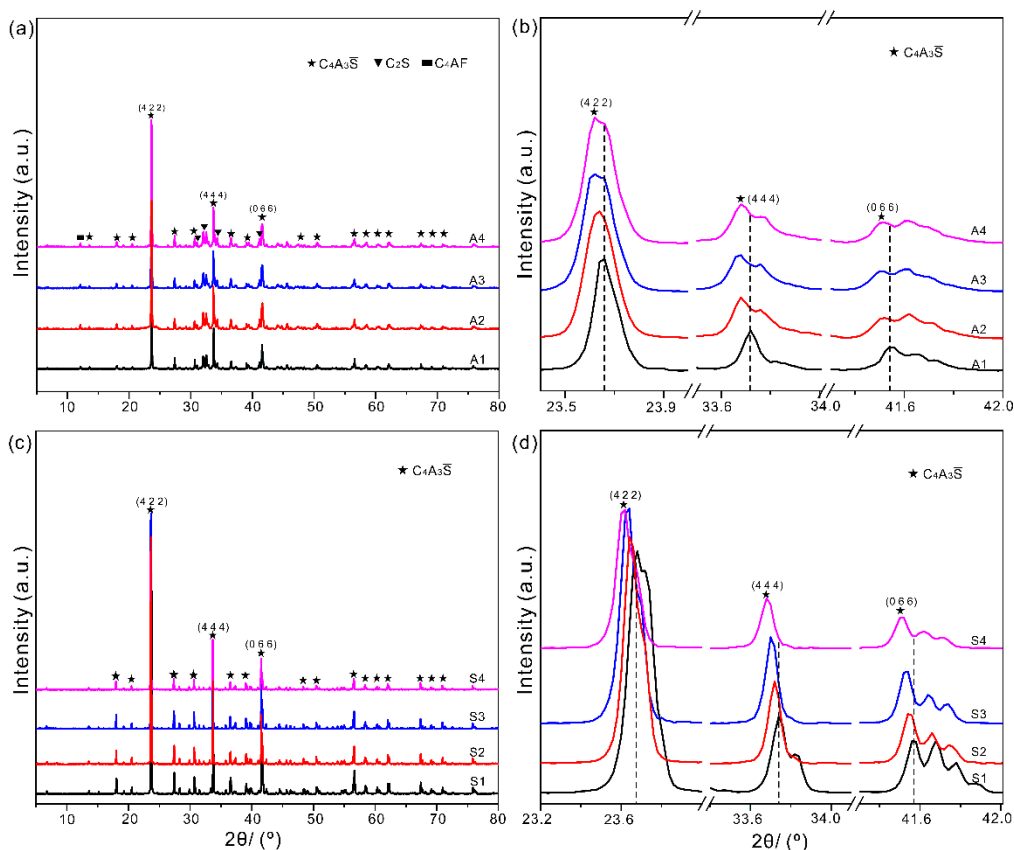 (a)
★ C₄A₃S̅ ▼ C₂S ■ C₄AF
(4 2 2)
(4 4 4)
(0 6 6)
A4
A3
A2
A1
Intensity (a.u.)
10 20 30 40 50 60 70 80
(b)
★ C₄A₃S̅
(4 2 2)
(4 4 4)
(0 6 6)
A4
A3
A2
A1
Intensity (a.u.)
23.5 23.9 33.6 34.0 41.6 42.0
(c)
★ C₄A₃S̅
(4 2 2)
(4 4 4)
(0 6 6)
S4
S3
S2
S1
Intensity (a.u.)
10 20 30 40 50 60 70 80
2θ/ (º)
(d)
★ C₄A₃S̅
(4 2 2)
(4 4 4)
(0 6 6)
S4
S3
S2
S1
Intensity (a.u.)
23.2 23.6 33.6 34.0 41.6 42.0
2θ/ (º)